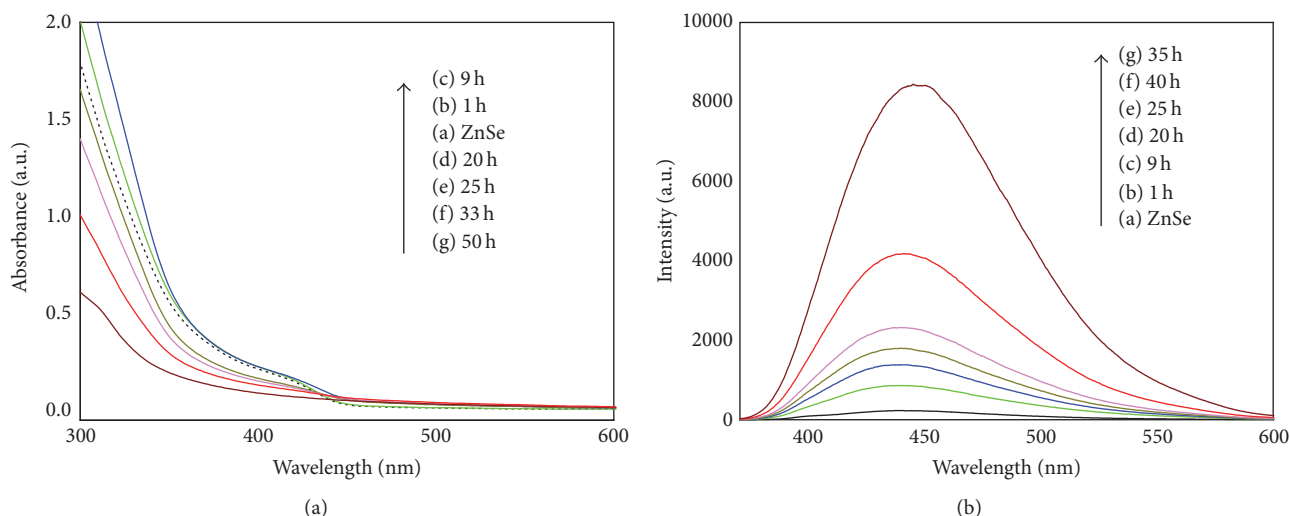 2.0
1.5
1.0
0.5
0.0
Absorbance (a.u.)
(c) 9 h
(b) 1 h
(a) ZnSe
(d) 20 h
(e) 25 h
(f) 33 h
(g) 50 h
300
400
500
600
Wavelength (nm)
(a)
10000
8000
6000
4000
2000
0
Intensity (a.u.)
(g) 35 h
(f) 40 h
(e) 25 h
(d) 20 h
(c) 9 h
(b) 1 h
(a) ZnSe
400
450
500
550
600
Wavelength (nm)
(b)